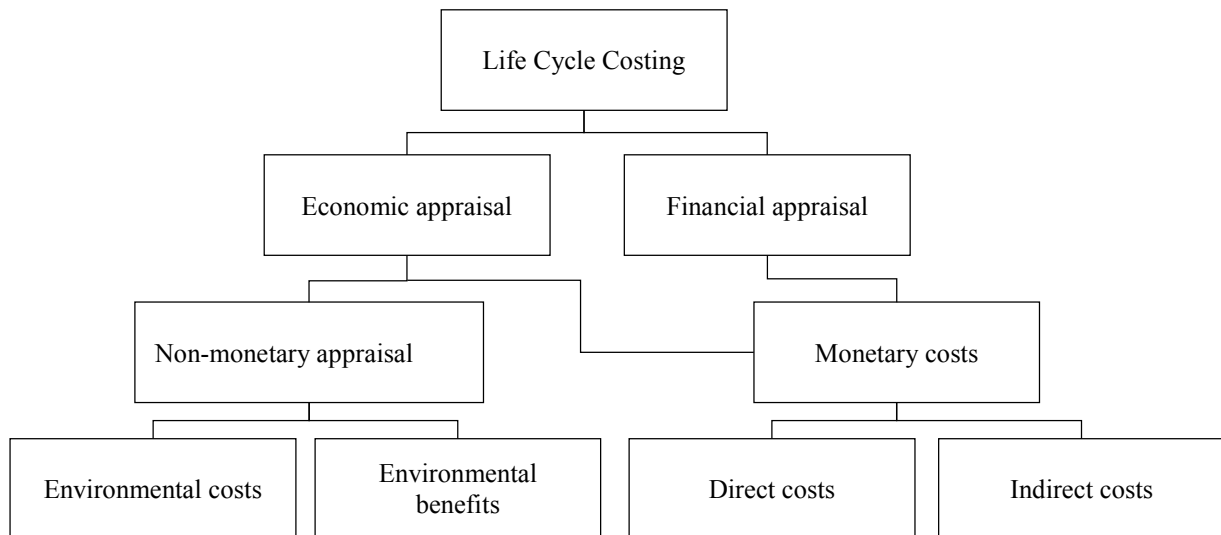 Life Cycle Costing
Economic appraisal
Financial appraisal
Non-monetary appraisal
Monetary costs
Environmental costs
Environmental
benefits
Direct costs
Indirect costs